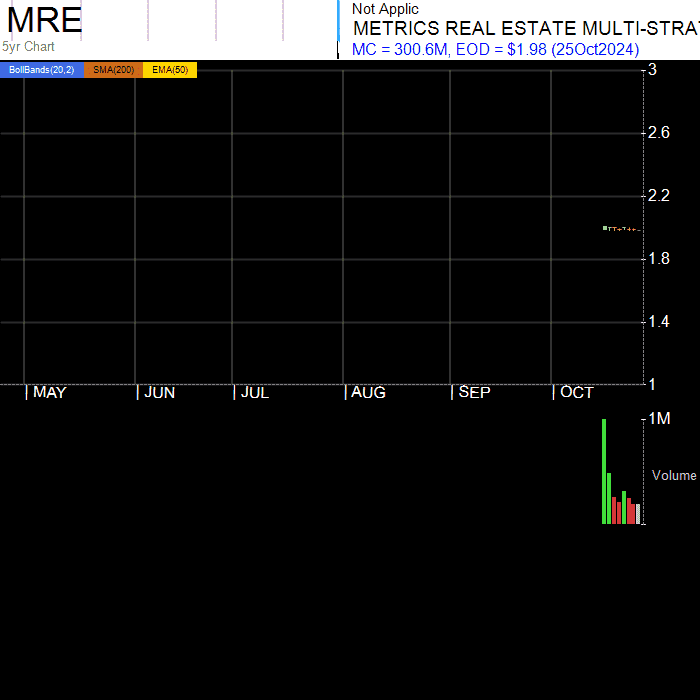 MRE
5yr Chart
Not Applic
METRICS REAL ESTATE MULTI-STRA
MC = 300.6M, EOD = $1.98 (25Oct2024)
BollBands(20,2) SMA(200) EMA(50)
3
2.6
2.2
1.8
1.4
1
MAY JUN JUL AUG SEP OCT
1M
Volume